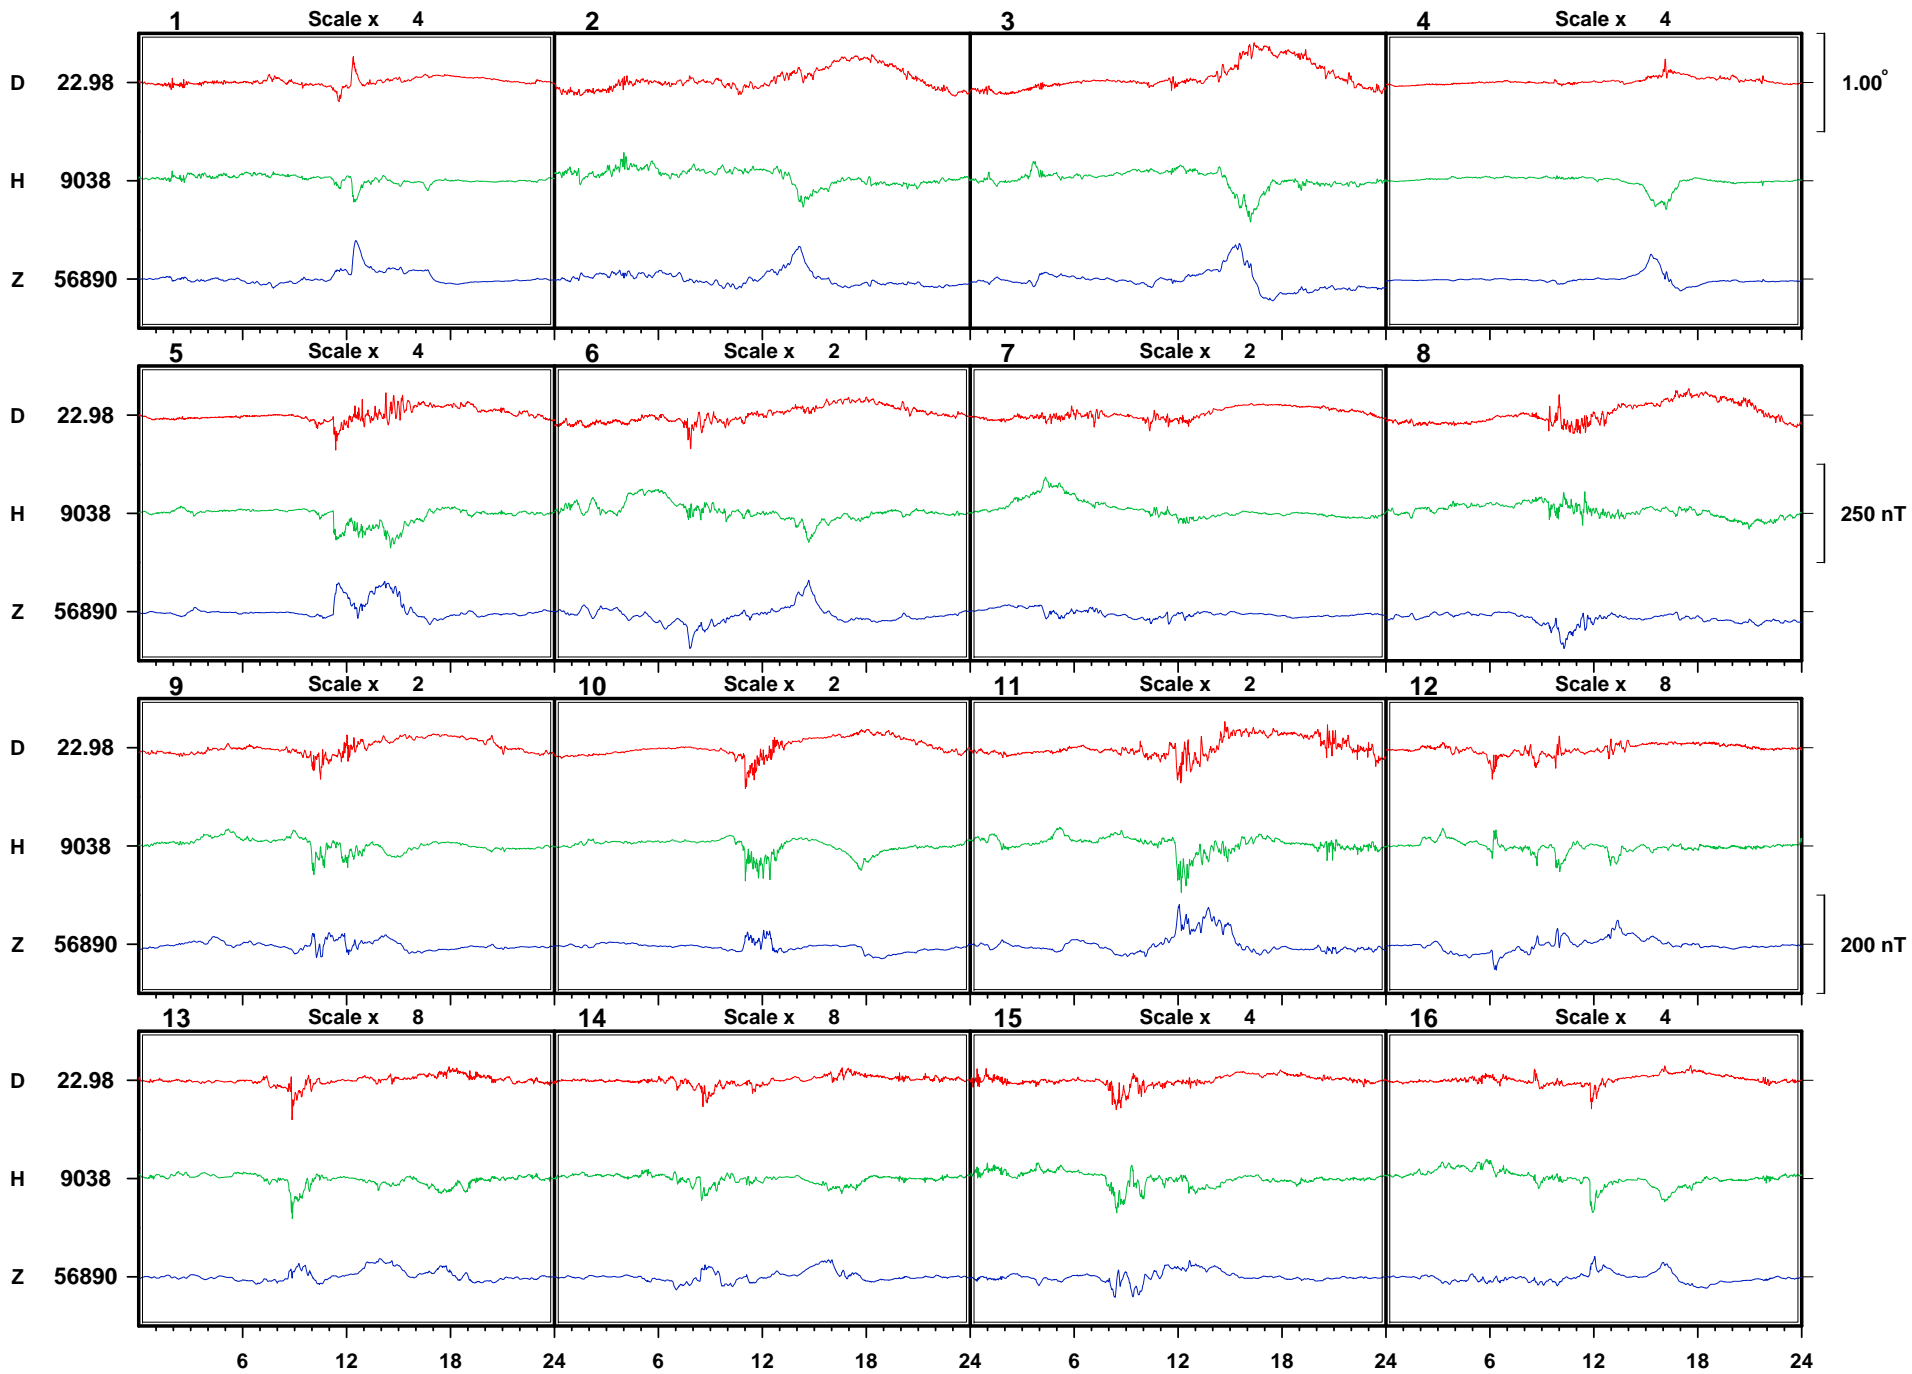 1 Scale x 4 2 3 4 Scale x 4
D 22.98 1.00°
H 9038
Z 56890
5 Scale x 4 6 Scale x 2 7 Scale x 2 8
D 22.98
H 9038 250 nT
Z 56890
9 Scale x 2 10 Scale x 2 11 Scale x 2 12 Scale x 8
D 22.98
H 9038
Z 56890 200 nT
13 Scale x 8 14 Scale x 8 15 Scale x 4 16 Scale x 4
D 22.98
H 9038
Z 56890
6 12 18 24 6 12 18 24 6 12 18 24 6 12 18 24